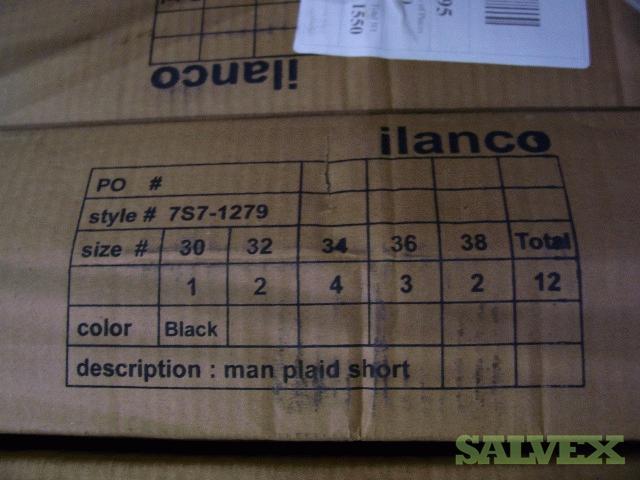 95
1550
ilanco
ilanco
PO #
style # 7S7-1279
size # 30 32 34 36 38 Total
1 2 4 3 2 12
color Black
description : man plaid short
SALVEX